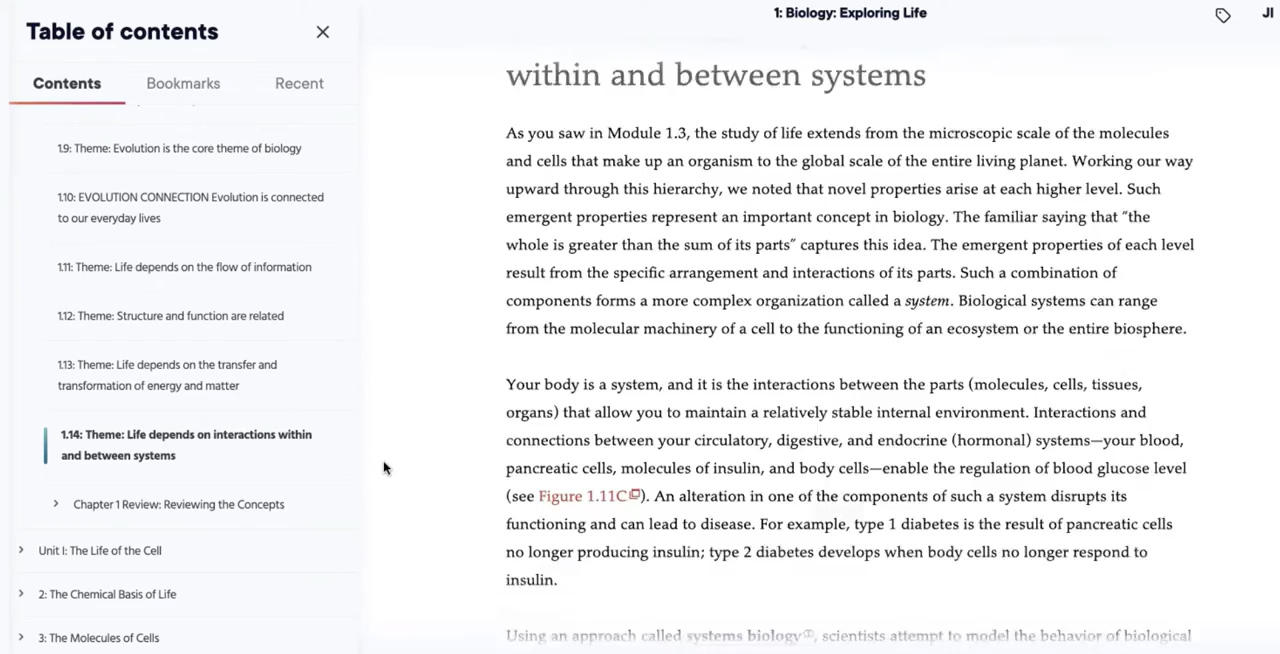 Table of contents
Contents
Bookmarks
Recent
1.9: Theme: Evolution is the core theme of biology
1.10: EVOLUTION CONNECTION Evolution is connected
to our everyday lives
1.11: Theme: Life depends on the flow of information
1.12: Theme: Structure and function are related
1.13: Theme: Life depends on the transfer and
transformation of energy and matter
1.14: Theme: Life depends on interactions within
and between systems
Chapter 1 Review: Reviewing the Concepts
Unit I: The Life of the Cell
2: The Chemical Basis of Life
3: The Molecules of Cells
1: Biology: Exploring Life
within and between systems
As you saw in Module 1.3, the study of life extends from the microscopic scale of the molecules
and cells that make up an organism to the global scale of the entire living planet. Working our way
upward through this hierarchy, we noted that novel properties arise at each higher level. Such
emergent properties represent an important concept in biology. The familiar saying that “the
whole is greater than the sum of its parts” captures this idea. The emergent properties of each level
result from the specific arrangement and interactions of its parts. Such a combination of
components forms a more complex organization called a system. Biological systems can range
from the molecular machinery of a cell to the functioning of an ecosystem or the entire biosphere.
Your body is a system, and it is the interactions between the parts (molecules, cells, tissues,
organs) that allow you to maintain a relatively stable internal environment. Interactions and
connections between your circulatory, digestive, and endocrine (hormonal) systems—your blood,
pancreatic cells, molecules of insulin, and body cells—enable the regulation of blood glucose level
(see Figure 1.11C). An alteration in one of the components of such a system disrupts its
functioning and can lead to disease. For example, type 1 diabetes is the result of pancreatic cells
no longer producing insulin; type 2 diabetes develops when body cells no longer respond to
insulin.
Using an approach called systems biology, scientists attempt to model the behavior of biological